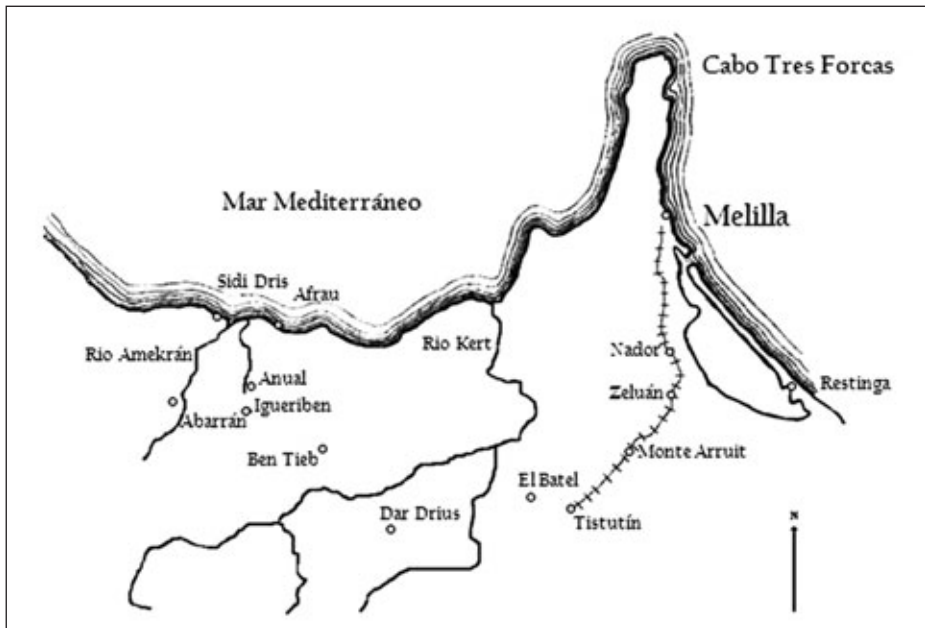 Cabo Tres Forcas
Mar Mediterráneo
Melilla
Sidi Dris
Afrau
Rio Amekrán
Rio Kert
Nador
Anual
Restinga
Zeluán
Abarrán
Igueriben
Ben Tieb
Monte Arruit
El Batel
Dar Drius
Tistutín
N